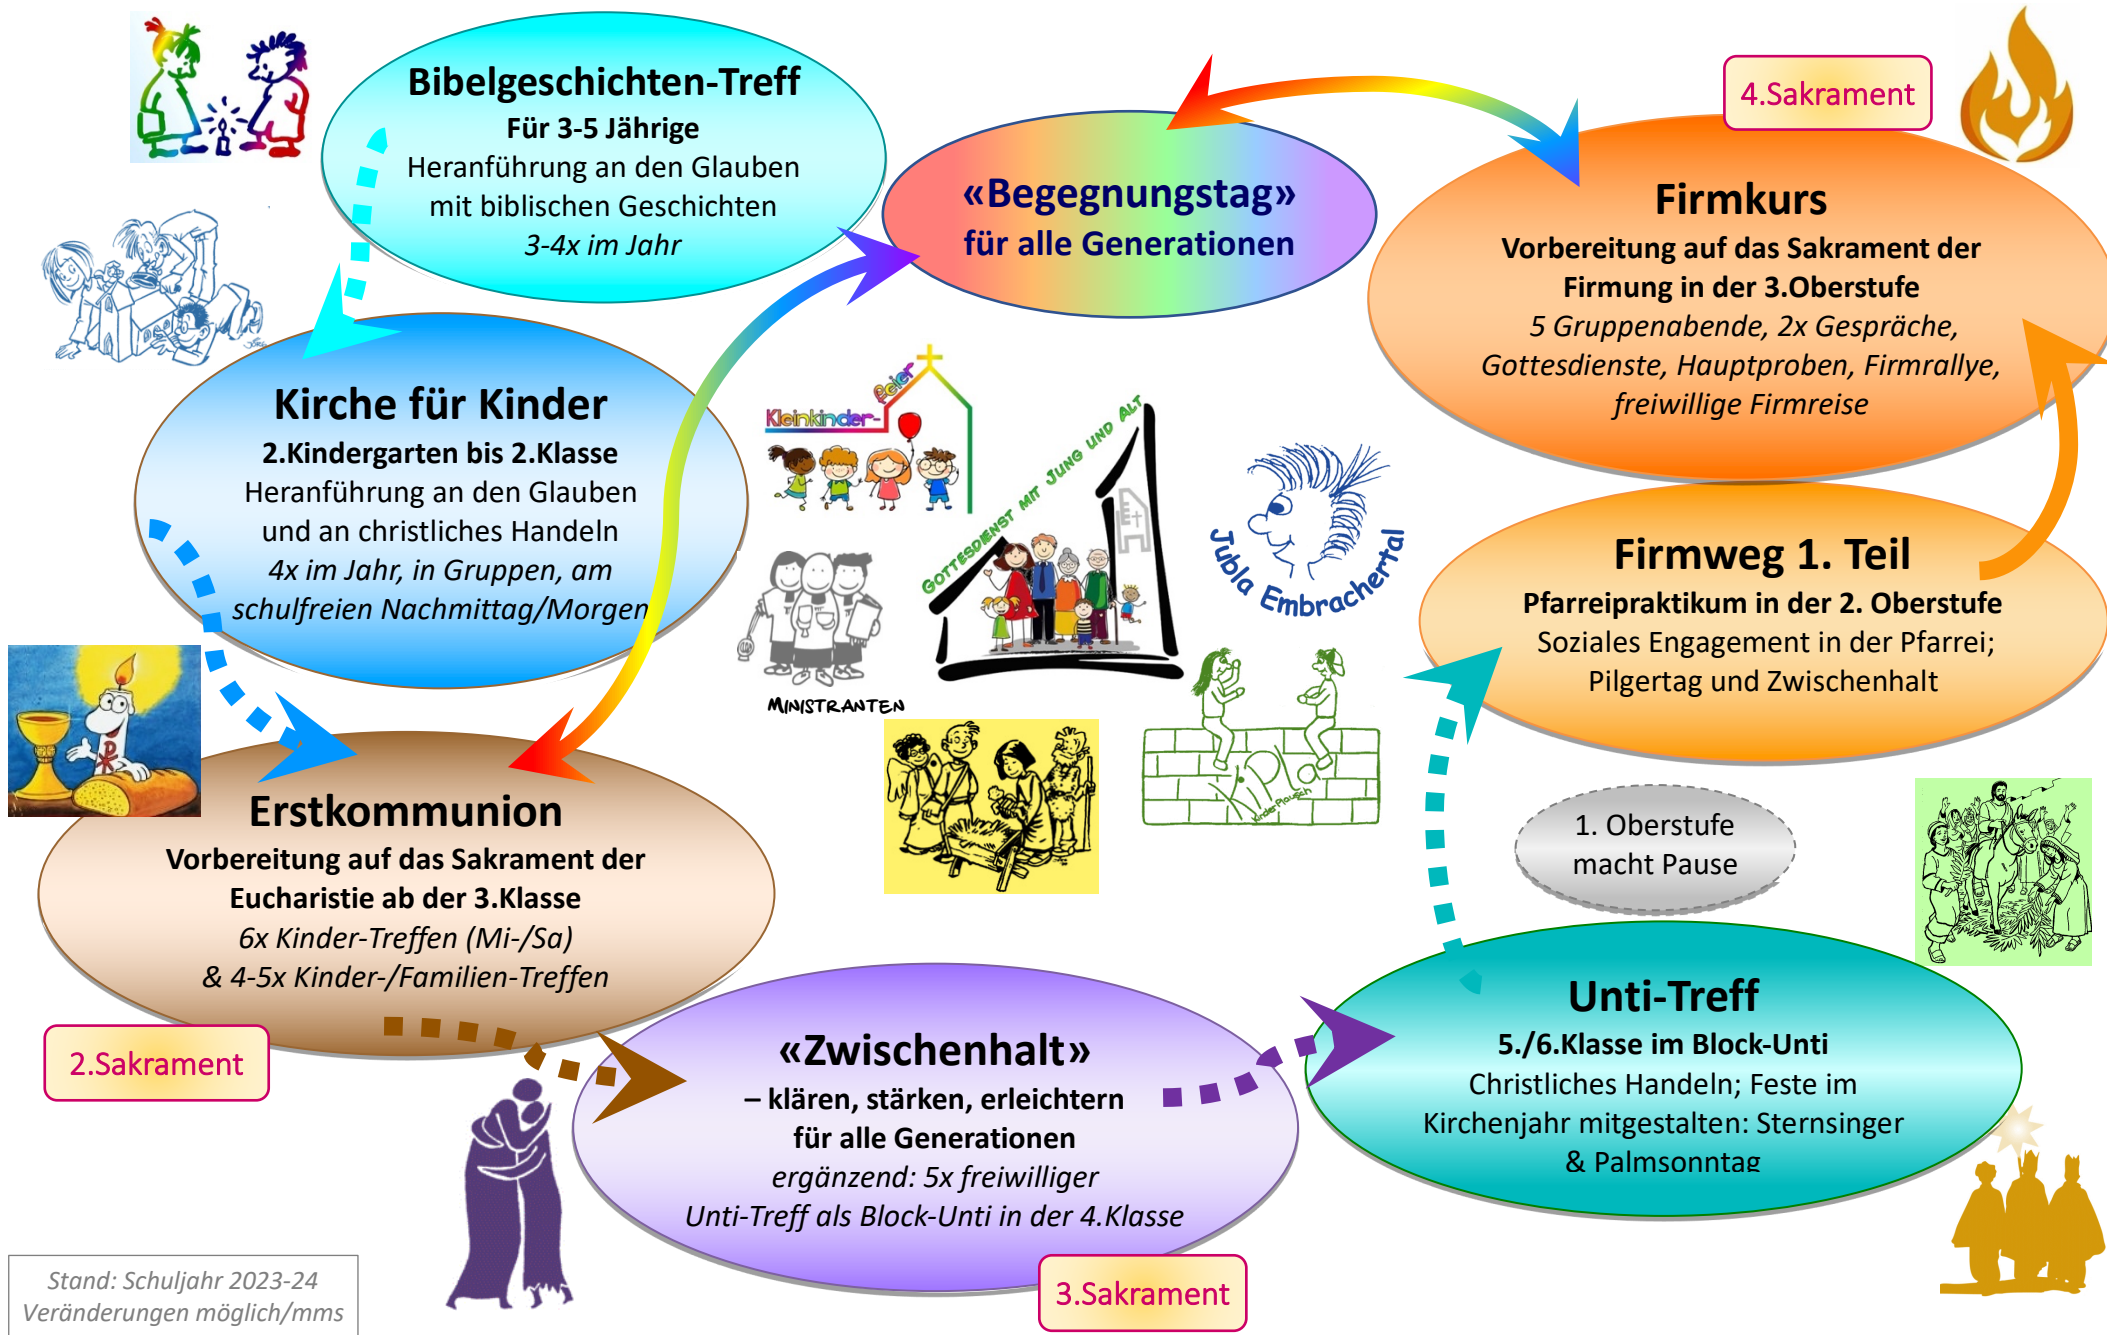 Bibelgeschichten-Treff
Für 3-5 Jährige
Heranführung an den Glauben
mit biblischen Geschichten
3-4x im Jahr
«Begegnungstag»
für alle Generationen
4.Sakrament
Firmkurs
Vorbereitung auf das Sakrament der
Firmung in der 3.Oberstufe
5 Gruppenabende, 2x Gespräche,
Gottesdienste, Hauptproben, Firmrallye,
freiwillige Firmreise
Kirche für Kinder
2.Kindergarten bis 2.Klasse
Heranführung an den Glauben
und an christliches Handeln
4x im Jahr, in Gruppen, am
schulfreien Nachmittag/Morgen
Kleinkinder-
feier
GOTTESDIENST MIT JUNG UND ALT
Jubla Embrachertal
MINISTRANTEN
KinderPlausch
Firmweg 1. Teil
Pfarreipraktikum in der 2. Oberstufe
Soziales Engagement in der Pfarrei;
Pilgertag und Zwischenhalt
1. Oberstufe
macht Pause
Erstkommunion
Vorbereitung auf das Sakrament der
Eucharistie ab der 3.Klasse
6x Kinder-Treffen (Mi-/Sa)
& 4-5x Kinder-/Familien-Treffen
2.Sakrament
«Zwischenhalt»
– klären, stärken, erleichtern
für alle Generationen
ergänzend: 5x freiwilliger
Unti-Treff als Block-Unti in der 4.Klasse
3.Sakrament
Unti-Treff
5./6.Klasse im Block-Unti
Christliches Handeln; Feste im
Kirchenjahr mitgestalten: Sternsinger
& Palmsonntag
Stand: Schuljahr 2023-24
Veränderungen möglich/mms